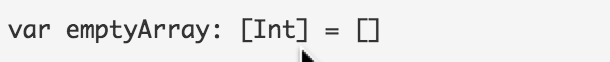 var emptyArray: [Int] = []